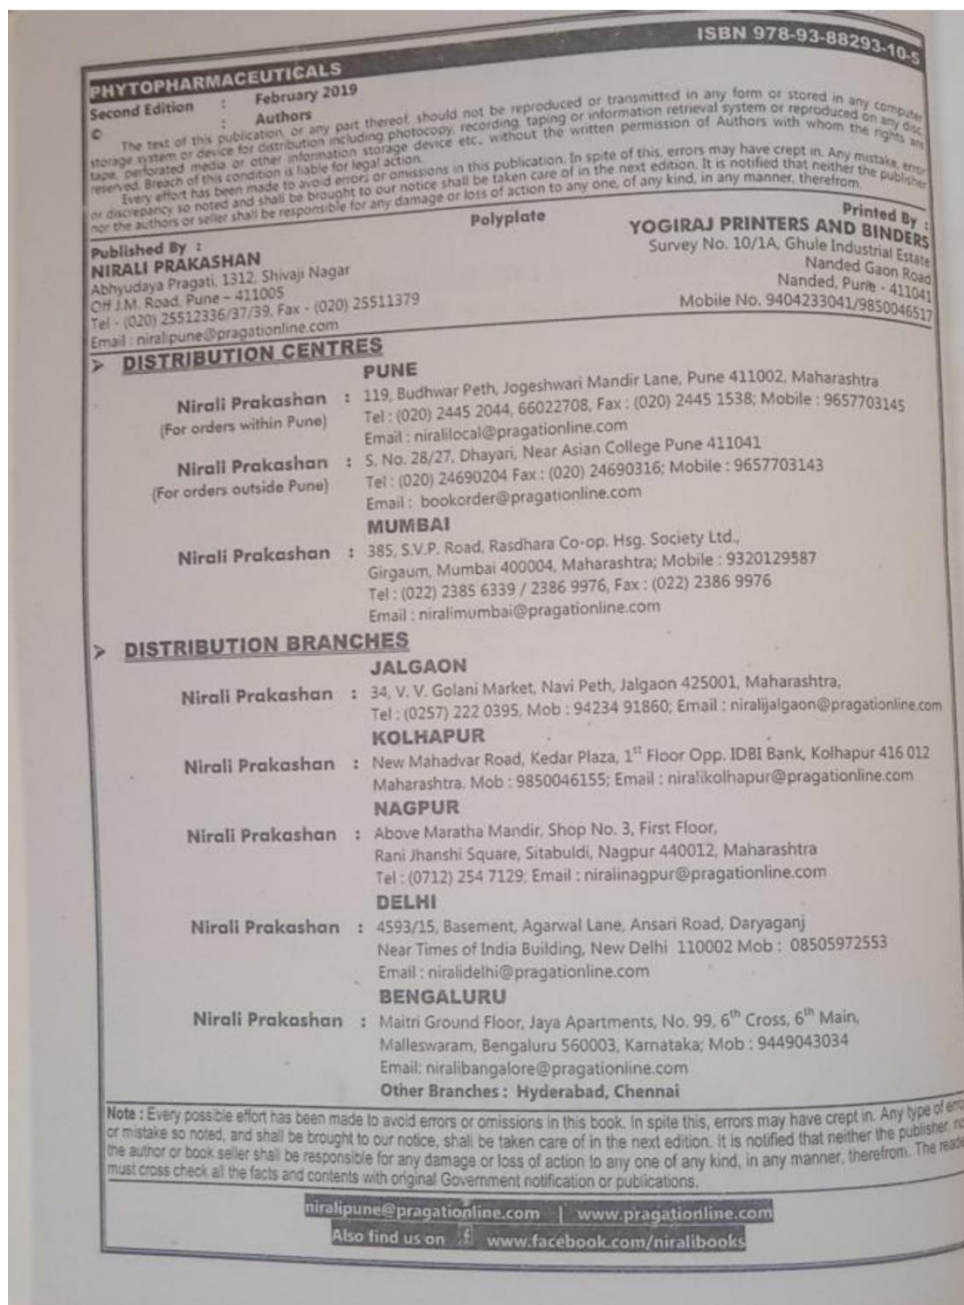 PHYTOPHARMACEUTICALS ISBN 978-93-88293-10-5
Second Edition : February 2019
© : Authors
The text of this publication, or any part thereof, should not be reproduced or transmitted in any form or stored in any computer
storage system or device for distribution including photocopy, recording, taping or information retrieval system or reproduced on any disc,
tape, perforated media or other information storage device etc., without the written permission of Authors with whom the rights are
reserved. Breach of this condition is liable for legal action.
Every effort has been made to avoid errors or omissions in this publication. In spite of this, errors may have crept in. Any mistake, error
or discrepancy so noted and shall be brought to our notice shall be taken care of in the next edition. It is notified that neither the publisher
nor the authors or seller shall be responsible for any damage or loss of action to any one, of any kind, in any manner, therefrom.
Published By : Polyplate Printed By :
NIRALI PRAKASHAN YOGIRAJ PRINTERS AND BINDERS
Abhyudaya Pragati, 1312, Shivaji Nagar Survey No. 10/1A, Ghule Industrial Estate
Off J.M. Road, Pune – 411005 Nanded Gaon Road
Tel - (020) 25512336/37/39, Fax - (020) 25511379 Nanded, Pune - 411041
Email : niralipune@pragationline.com Mobile No. 9404233041/9850046517
➢ DISTRIBUTION CENTRES
PUNE
Nirali Prakashan : 119, Budhwar Peth, Jogeshwari Mandir Lane, Pune 411002, Maharashtra
(For orders within Pune) Tel : (020) 2445 2044, 66022708, Fax : (020) 2445 1538; Mobile : 9657703145
Email : niralilocal@pragationline.com
Nirali Prakashan : S. No. 28/27, Dhayari, Near Asian College Pune 411041
(For orders outside Pune) Tel : (020) 24690204 Fax : (020) 24690316; Mobile : 9657703143
Email : bookorder@pragationline.com
MUMBAI
Nirali Prakashan : 385, S.V.P. Road, Rasdhara Co-op. Hsg. Society Ltd.,
Girgaum, Mumbai 400004, Maharashtra; Mobile : 9320129587
Tel : (022) 2385 6339 / 2386 9976, Fax : (022) 2386 9976
Email : niralimumbai@pragationline.com
➢ DISTRIBUTION BRANCHES
JALGAON
Nirali Prakashan : 34, V. V. Golani Market, Navi Peth, Jalgaon 425001, Maharashtra,
Tel : (0257) 222 0395, Mob : 94234 91860; Email : niralijalgaon@pragationline.com
KOLHAPUR
Nirali Prakashan : New Mahadvar Road, Kedar Plaza, 1st Floor Opp. IDBI Bank, Kolhapur 416 012
Maharashtra. Mob : 9850046155; Email : niralikolhapur@pragationline.com
NAGPUR
Nirali Prakashan : Above Maratha Mandir, Shop No. 3, First Floor,
Rani Jhanshi Square, Sitabuldi, Nagpur 440012, Maharashtra
Tel : (0712) 254 7129; Email : niralinagpur@pragationline.com
DELHI
Nirali Prakashan : 4593/15, Basement, Agarwal Lane, Ansari Road, Daryaganj
Near Times of India Building, New Delhi 110002 Mob : 08505972553
Email : niralidelhi@pragationline.com
BENGALURU
Nirali Prakashan : Maitri Ground Floor, Jaya Apartments, No. 99, 6th Cross, 6th Main,
Malleswaram, Bengaluru 560003, Karnataka; Mob : 9449043034
Email: niralibangalore@pragationline.com
Other Branches : Hyderabad, Chennai
Note : Every possible effort has been made to avoid errors or omissions in this book. In spite this, errors may have crept in. Any type of
or mistake so noted, and shall be brought to our notice, shall be taken care of in the next edition. It is notified that neither the publisher
the author or book seller shall be responsible for any damage or loss of action to any one of any kind, in any manner, therefrom. The
must cross check all the facts and contents with original Government notification or publications.
niralipune@pragationline.com | www.pragationline.com
Also find us on f www.facebook.com/niralibooks